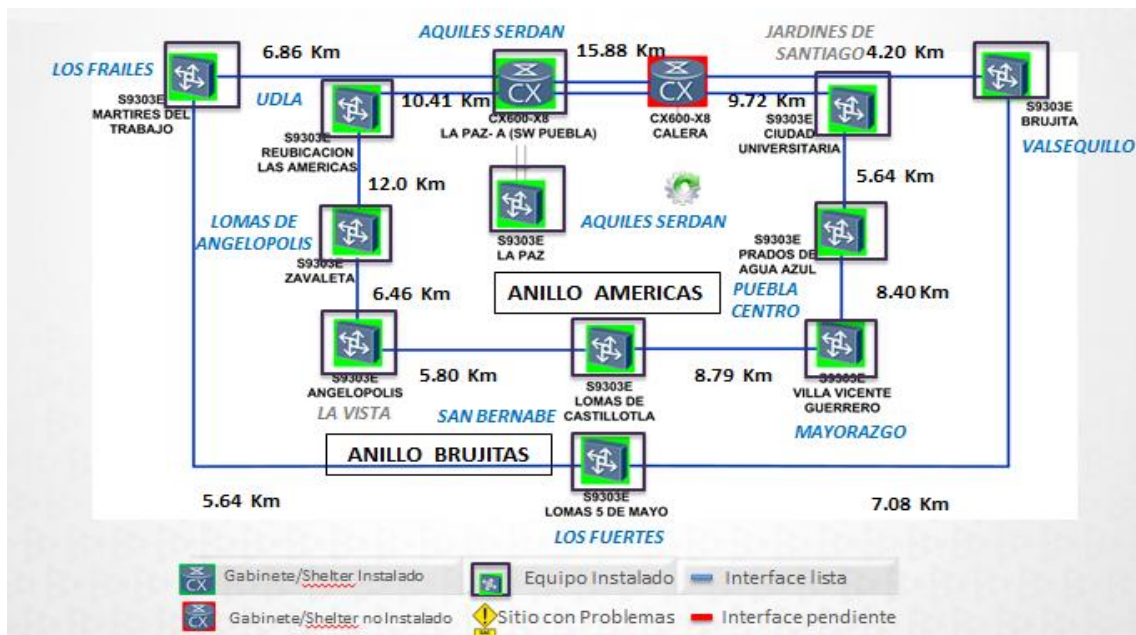 AQUILES SERDAN
JARDINES DE
SANTIAGO
6.86 Km
15.88 Km
4.20 Km
LOS FRAILES
S9303E
MARTIRES DEL
TRABAJO
UDLA
10.41 Km
CX
CX
9.72 Km
S9303E
BRUJITA
S9303E
REUBICACION
LAS AMERICAS
CX600-X8
LA PAZ- A (SW PUEBLA)
CX600-X8
CALERA
S9303E
CIUDAD
UNIVERSITARIA
VALSEQUILLO
12.0 Km
5.64 Km
LOMAS DE
ANGELOPOLIS
S9303E
ZAVALETA
S9303E
LA PAZ
AQUILES SERDAN
S9303E
PRADOS DE
AGUA AZUL
6.46 Km
ANILLO AMERICAS
PUEBLA
CENTRO
8.40 Km
S9303E
ANGELOPOLIS
LA VISTA
5.80 Km
S9303E
LOMAS DE
CASTILLOTLA
8.79 Km
S9303E
VILLA VICENTE
GUERRERO
SAN BERNABE
MAYORAZGO
ANILLO BRUJITAS
5.64 Km
S9303E
LOMAS 5 DE MAYO
7.08 Km
LOS FUERTES
CX Gabinete/Shelter Instalado
Equipo Instalado
Interface lista
CX Gabinete/Shelter no Instalado
Sitio con Problemas
Interface pendiente